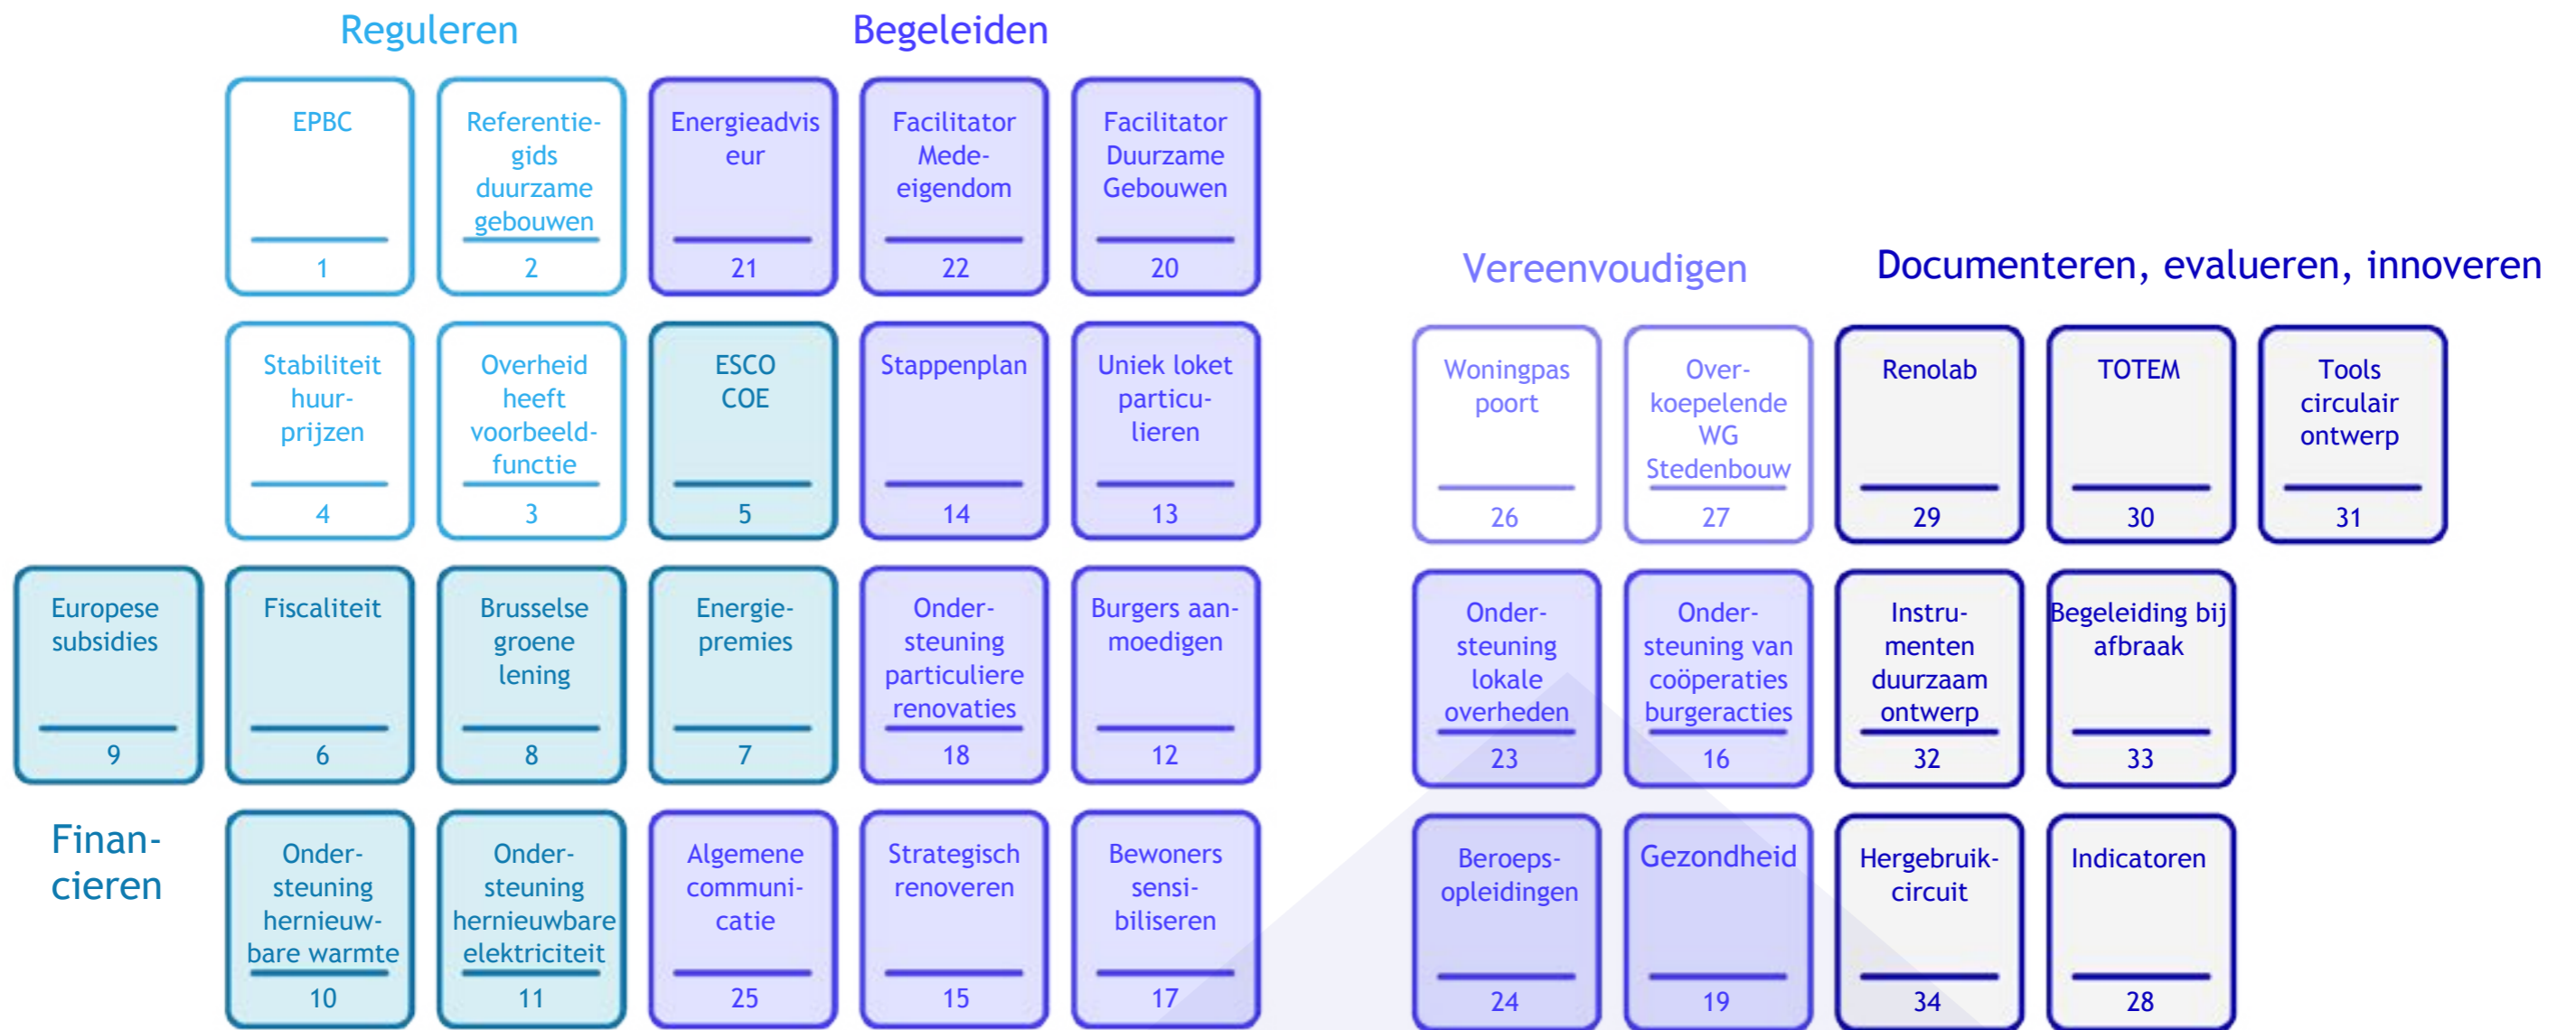 Reguleren
Begeleiden
EPBC
1
Referentie-
gids
duurzame
gebouwen
2
Energieadvis
eur
21
Facilitator
Mede-
eigendom
22
Facilitator
Duurzame
Gebouwen
20
Stabiliteit
huur-
prijzen
4
Overheid
heeft
voorbeeld-
functie
3
ESCO
COE
5
Stappenplan
14
Uniek loket
particu-
lieren
13
Europese
subsidies
9
Fiscaliteit
6
Brusselse
groene
lening
8
Energie-
premies
7
Onder-
steuning
particuliere
renovaties
18
Burgers aan-
moedigen
12
Finan-
cieren
Onder-
steuning
hernieuw-
bare warmte
10
Onder-
steuning
hernieuwbare
elektriciteit
11
Algemene
communi-
catie
25
Strategisch
renoveren
15
Bewoners
sensi-
biliseren
17
Vereenvoudigen
Documenteren, evalueren, innoveren
Woningpas
poort
26
Over-
koepelende
WG
Stedenbouw
27
Renolab
29
TOTEM
30
Tools
circulair
ontwerp
31
Onder-
steuning
lokale
overheden
23
Onder-
steuning van
coöperaties
burgeracties
16
Instru-
menten
duurzaam
ontwerp
32
Begeleiding bij
afbraak
33
Beroeps-
opleidingen
24
Gezondheid
19
Hergebruik-
circuit
34
Indicatoren
28